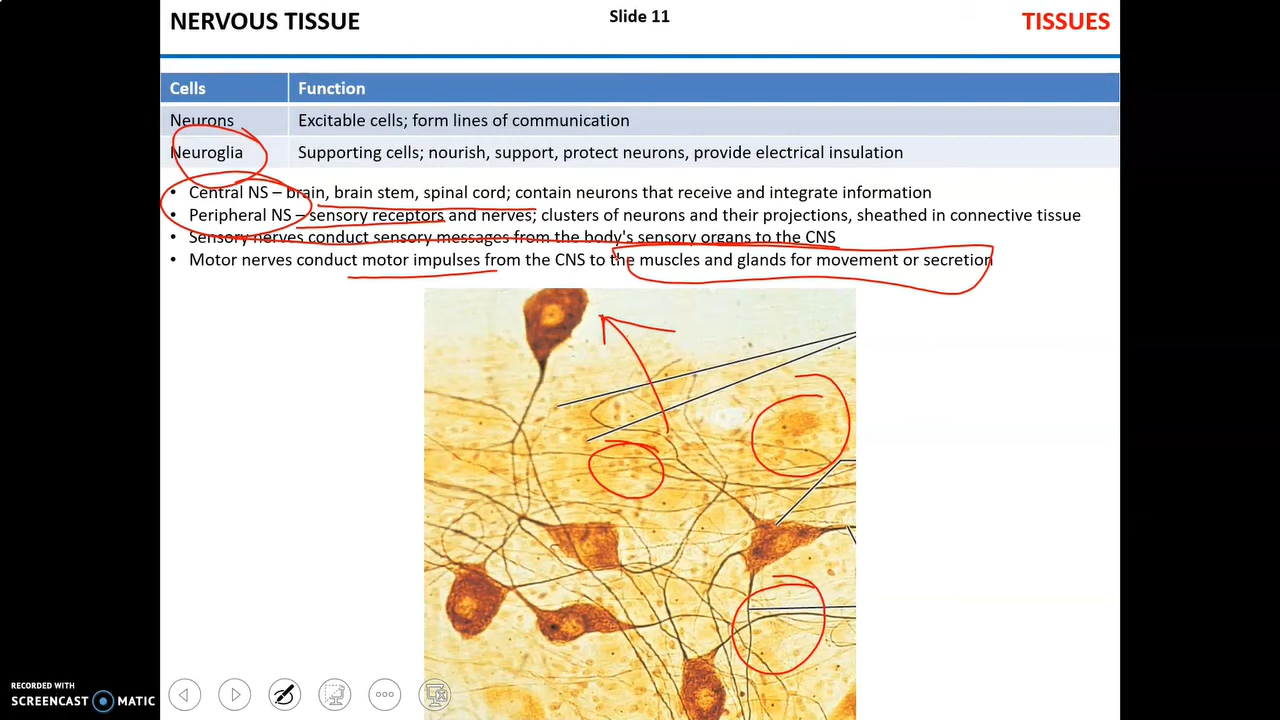 NERVOUS TISSUE
Slide 11
TISSUES
Cells Function
Neurons Excitable cells; form lines of communication
Neuroglia Supporting cells; nourish, support, protect neurons, provide electrical insulation
• Central NS – brain, brain stem, spinal cord; contain neurons that receive and integrate information
• Peripheral NS – sensory receptors and nerves; clusters of neurons and their projections, sheathed in connective tissue
• Sensory nerves conduct sensory messages from the body's sensory organs to the CNS
• Motor nerves conduct motor impulses from the CNS to the muscles and glands for movement or secretion
RECORDED WITH
SCREENCAST MATIC